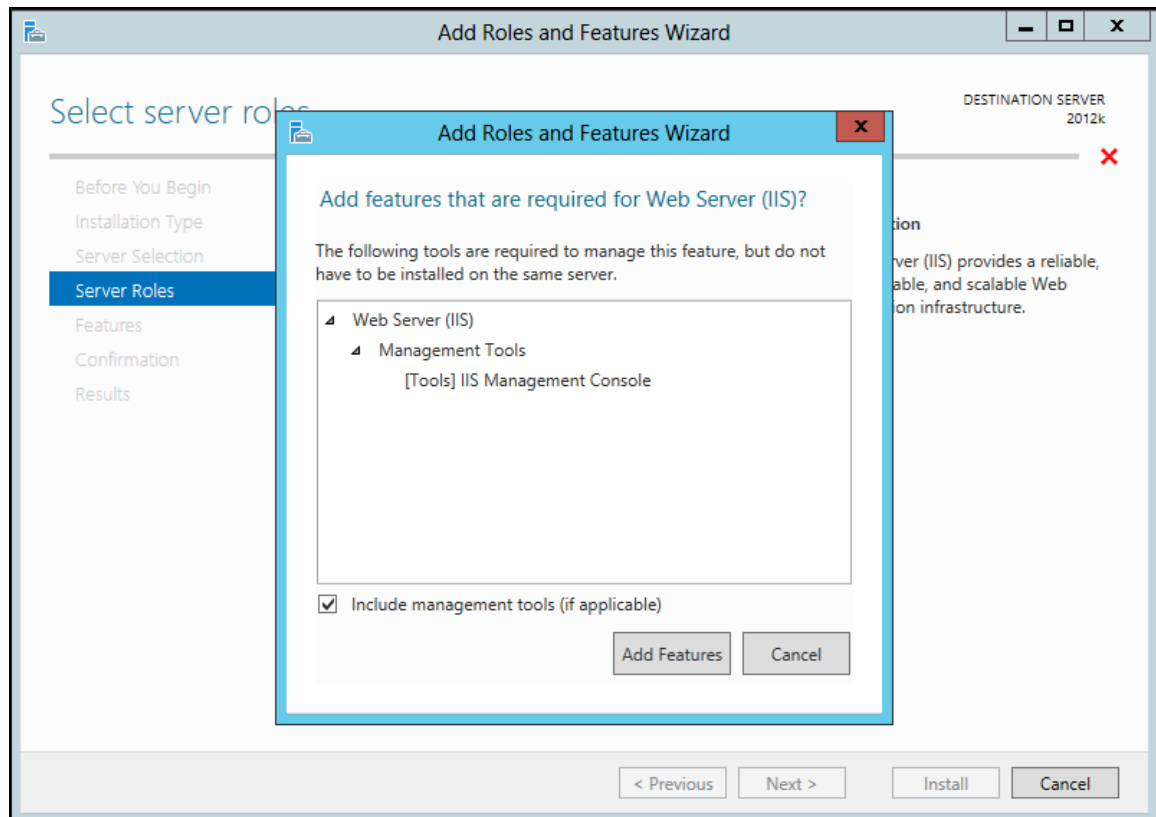 Add Roles and Features Wizard
Select server roles
DESTINATION SERVER
2012k
Before You Begin
Installation Type
Server Selection
Server Roles
Features
Confirmation
Results
Add Roles and Features Wizard
x
Add features that are required for Web Server (IIS)?
The following tools are required to manage this feature, but do not
have to be installed on the same server.
Web Server (IIS)
Management Tools
[Tools] IIS Management Console
Include management tools (if applicable)
Add Features
Cancel
tion
rver (IIS) provides a reliable,
able, and scalable Web
ion infrastructure.
< Previous
Next >
Install
Cancel